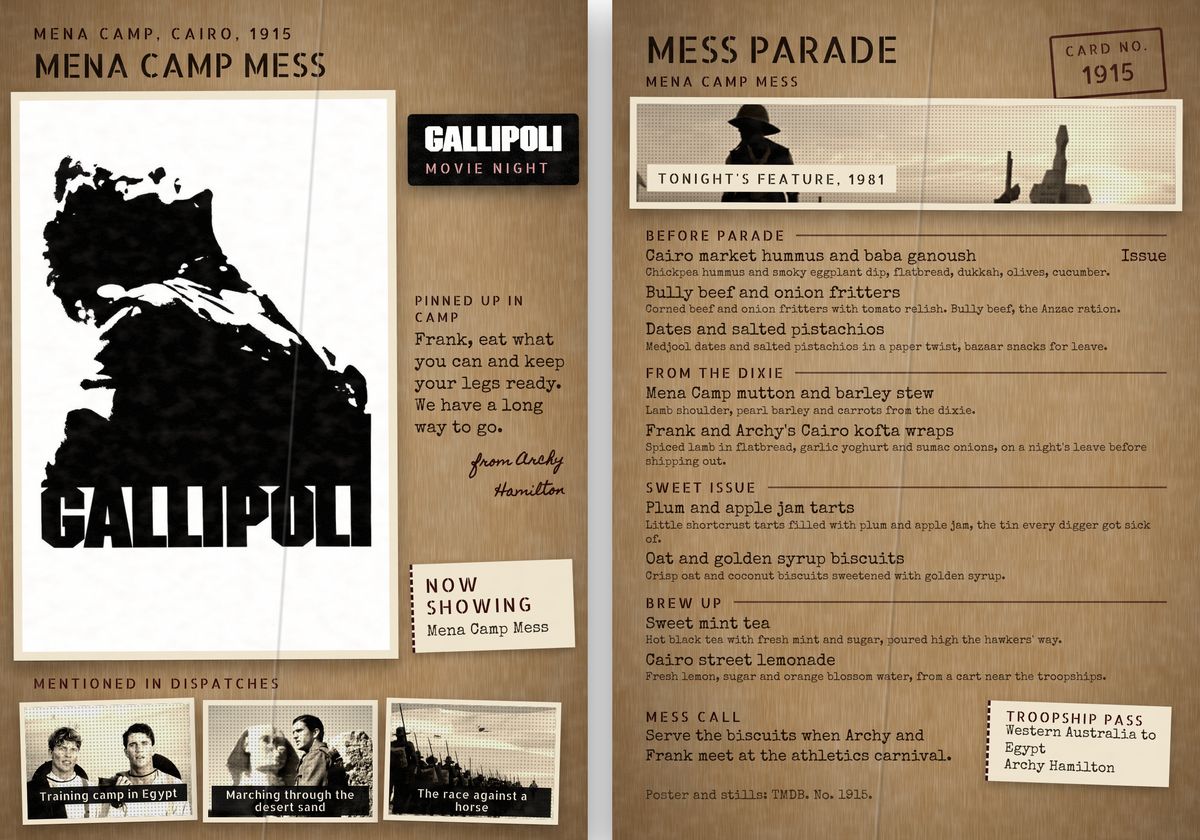 MENA CAMP, CAIRO, 1915
MENA CAMP MESS
GALLIPOLI
GALLIPOLI
MOVIE NIGHT
PINNED UP IN
CAMP
Frank, eat what
you can and keep
your legs ready.
We have a long
way to go.
from Archy
Hamilton
NOW
SHOWING
Mena Camp Mess
MENTIONED IN DISPATCHES
Training camp in Egypt
Marching through the
desert sand
The race against a
horse
MESS PARADE
MENA CAMP MESS
CARD NO.
1915
TONIGHT'S FEATURE, 1981
BEFORE PARADE
Cairo market hummus and baba ganoush Issue
Chickpea hummus and smoky eggplant dip, flatbread, dukkah, olives, cucumber.
Bully beef and onion fritters
Corned beef and onion fritters with tomato relish. Bully beef, the Anzac ration.
Dates and salted pistachios
Medjool dates and salted pistachios in a paper twist, bazaar snacks for leave.
FROM THE DIXIE
Mena Camp mutton and barley stew
Lamb shoulder, pearl barley and carrots from the dixie.
Frank and Archy's Cairo kofta wraps
Spiced lamb in flatbread, garlic yoghurt and sumac onions, on a night's leave before
shipping out.
SWEET ISSUE
Plum and apple jam tarts
Little shortcrust tarts filled with plum and apple jam, the tin every digger got sick
of.
Oat and golden syrup biscuits
Crisp oat and coconut biscuits sweetened with golden syrup.
BREW UP
Sweet mint tea
Hot black tea with fresh mint and sugar, poured high the hawkers' way.
Cairo street lemonade
Fresh lemon, sugar and orange blossom water, from a cart near the troopships.
MESS CALL
Serve the biscuits when Archy and
Frank meet at the athletics carnival.
TROOPSHIP PASS
Western Australia to
Egypt
Archy Hamilton
Poster and stills: TMDB. No. 1915.